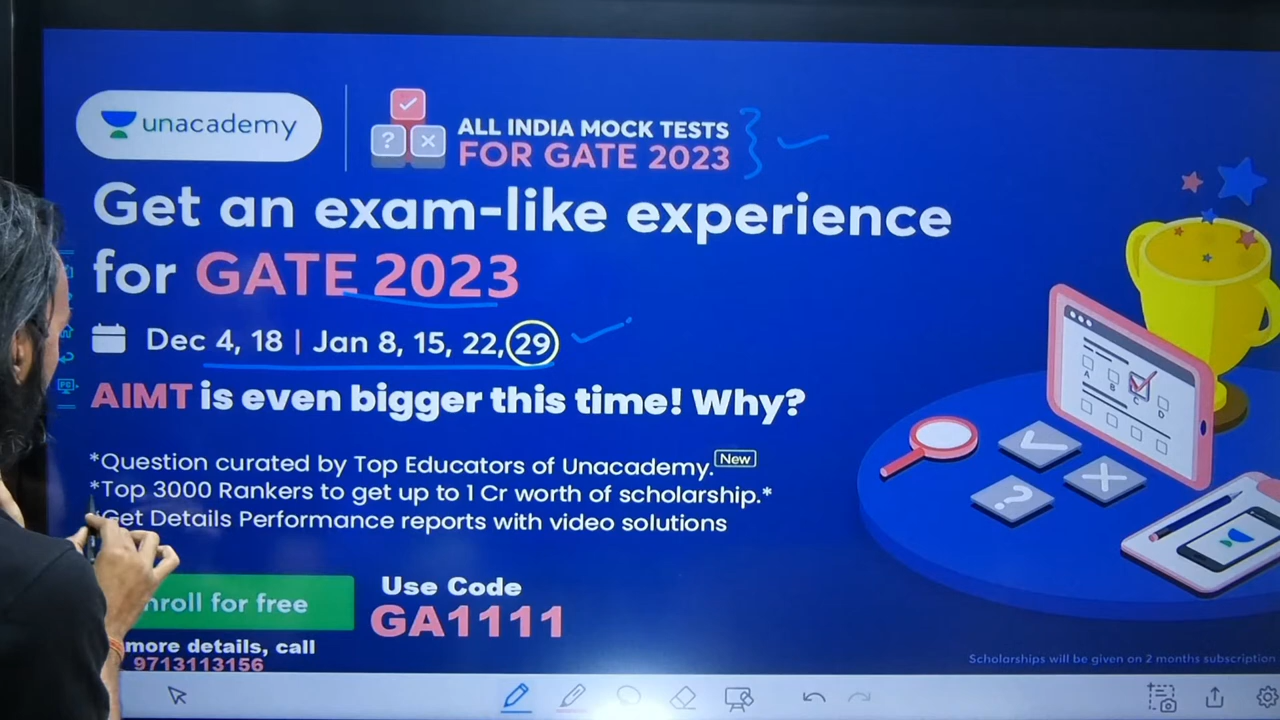 unacademy
ALL INDIA MOCK TESTS
FOR GATE 2023
Get an exam-like experience
for GATE 2023
Dec 4, 18 | Jan 8, 15, 22, 29
AIMT is even bigger this time! Why?
*Question curated by Top Educators of Unacademy. New
*Top 3000 Rankers to get up to 1 Cr worth of scholarship.*
*Get Details Performance reports with video solutions
nroll for free
Use Code
GA1111
more details, call
9713113156
Scholarships will be given on 2 months subscription
A
B
C
D
PC